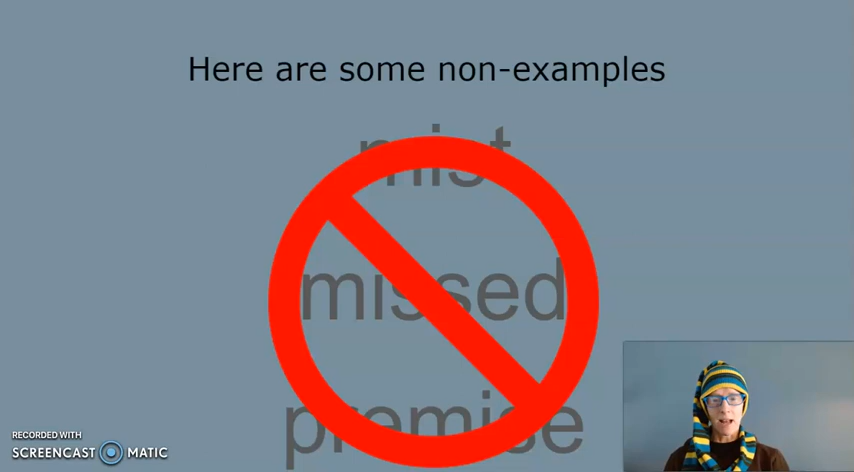 Here are some non-examples
mist
missed
premise
RECORDED WITH
SCREENCAST MATIC